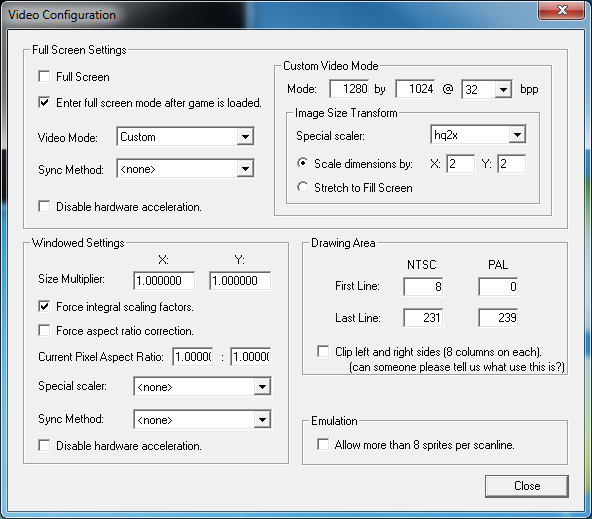 Video Configuration
Full Screen Settings
Full Screen
Enter full screen mode after game is loaded.
Video Mode: Custom
Sync Method: <none>
Disable hardware acceleration.
Custom Video Mode
Mode: 1280 by 1024 @ 32 bpp
Image Size Transform
Special scaler: hq2x
Scale dimensions by: X: 2 Y: 2
Stretch to Fill Screen
Windowed Settings
X: Y:
Size Multiplier: 1.000000 1.000000
Force integral scaling factors.
Force aspect ratio correction.
Current Pixel Aspect Ratio: 1.0000 : 1.0000
Special scaler: <none>
Sync Method: <none>
Disable hardware acceleration.
Drawing Area
NTSC PAL
First Line: 8 0
Last Line: 231 239
Clip left and right sides (8 columns on each).
(can someone please tell us what use this is?)
Emulation
Allow more than 8 sprites per scanline.
Close